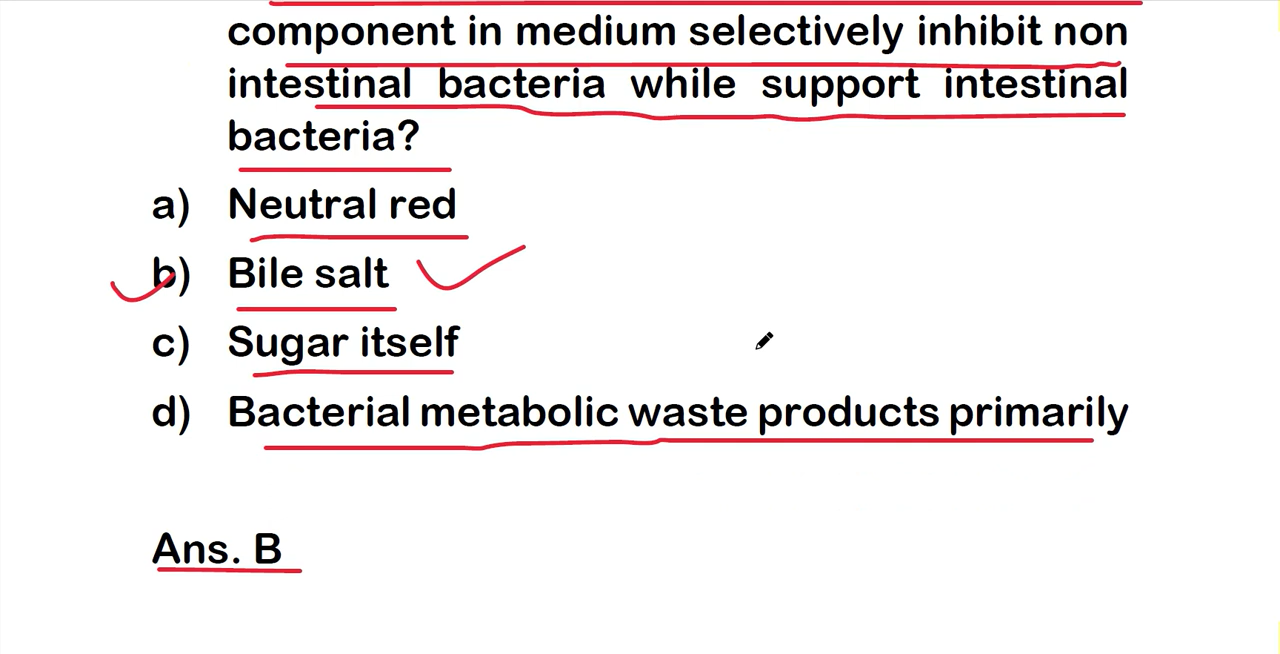 component in medium selectively inhibit non
intestinal bacteria while support intestinal
bacteria?
a) Neutral red
b) Bile salt
c) Sugar itself
d) Bacterial metabolic waste products primarily
Ans. B